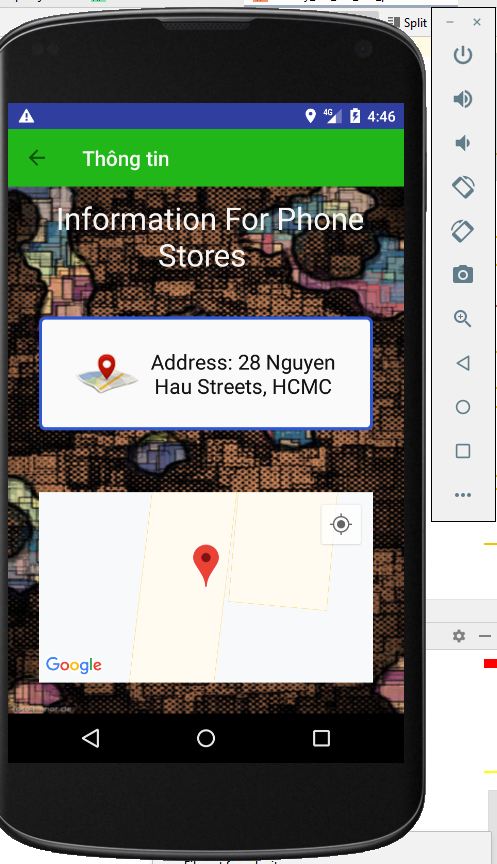 Split
4G 4:46
Thông tin
Information For Phone
Stores
Address: 28 Nguyen
Hau Streets, HCMC
Google